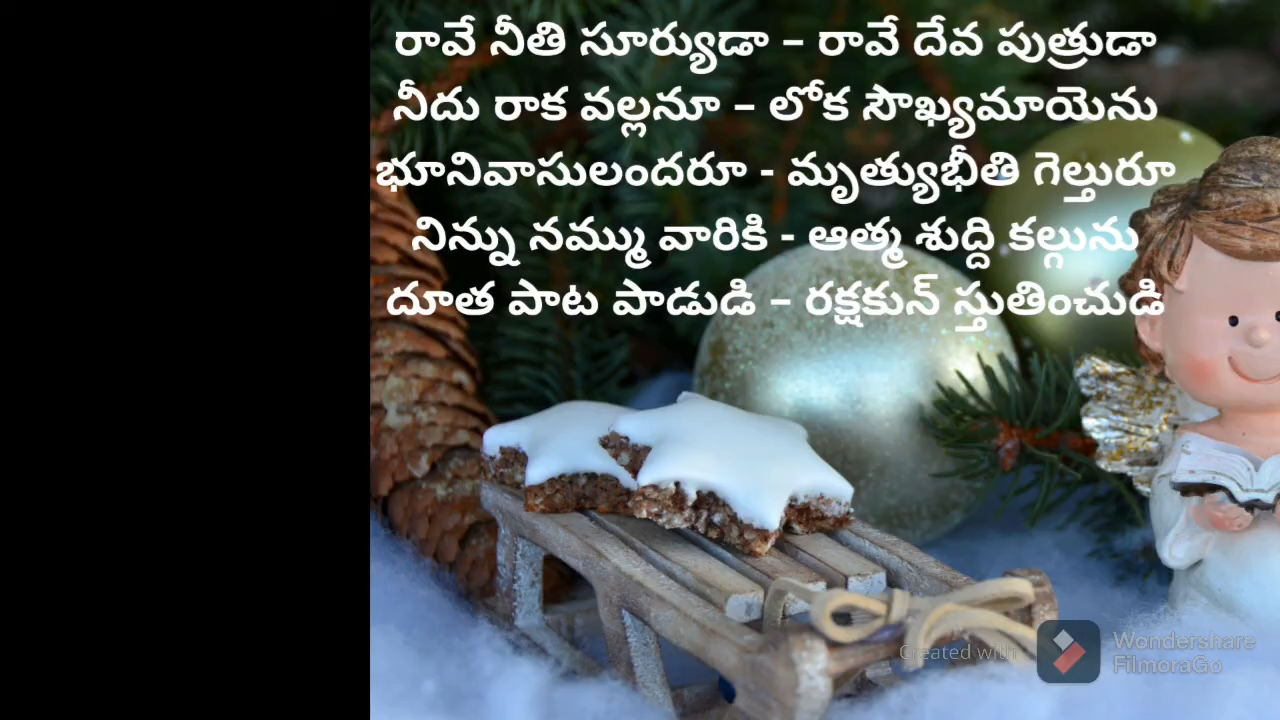 రావే నీతి సూర్యుడా – రావే దేవ పుత్రుడా
నీదు రాక వల్లనూ – లోక సౌఖ్యమాయెను
భూనివాసులందరూ - మృత్యుభీతి గెల్తురూ
నిన్ను నమ్ము వారికి - ఆత్మ శుద్ది కల్గును
దూత పాట పాడుడి – రక్షకున్ స్తుతించుడి
Created with
Wondershare
FilmoraGo